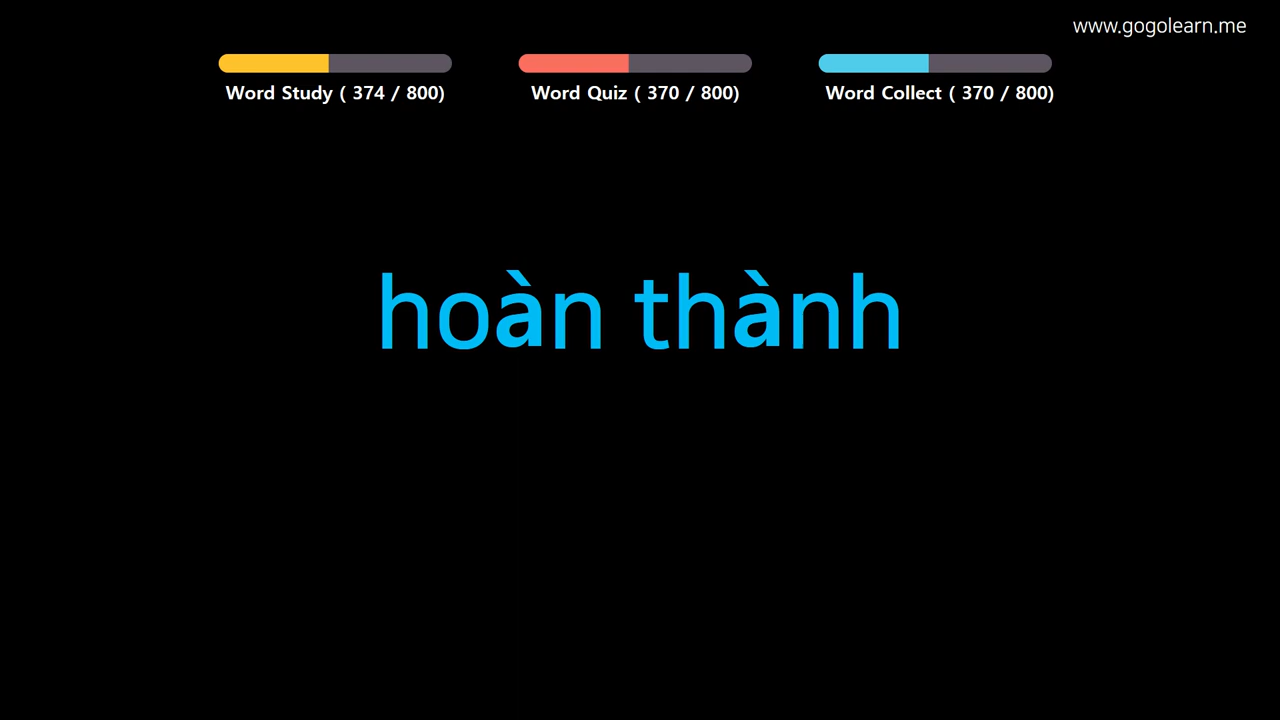 www.gogolearn.me
Word Study ( 374 / 800)
Word Quiz ( 370 / 800)
Word Collect ( 370 / 800)
hoàn thành